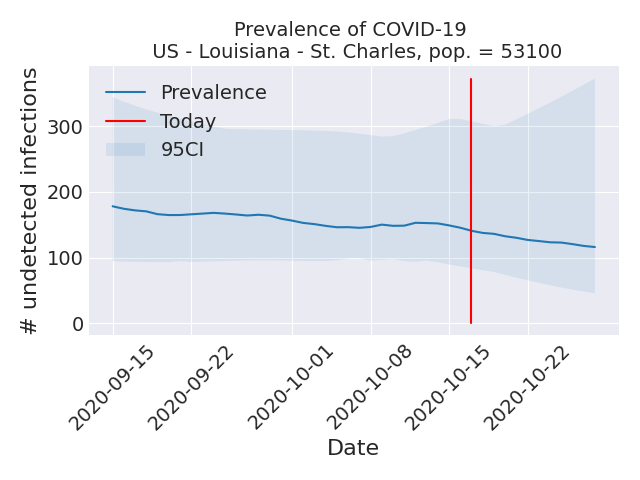 Prevalence of COVID-19
US - Louisiana - St. Charles, pop. = 53100
# undetected infections
300
200
100
0
Prevalence
Today
95CI
2020-09-15
2020-09-22
2020-10-01
2020-10-08
2020-10-15
2020-10-22
Date